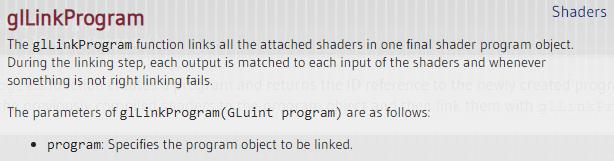 glLinkProgram
Shaders
The glLinkProgram function links all the attached shaders in one final shader program object.
During the linking step, each output is matched to each input of the shaders and whenever
something is not right linking fails.
The parameters of glLinkProgram(GLuint program) are as follows:
• program: Specifies the program object to be linked.